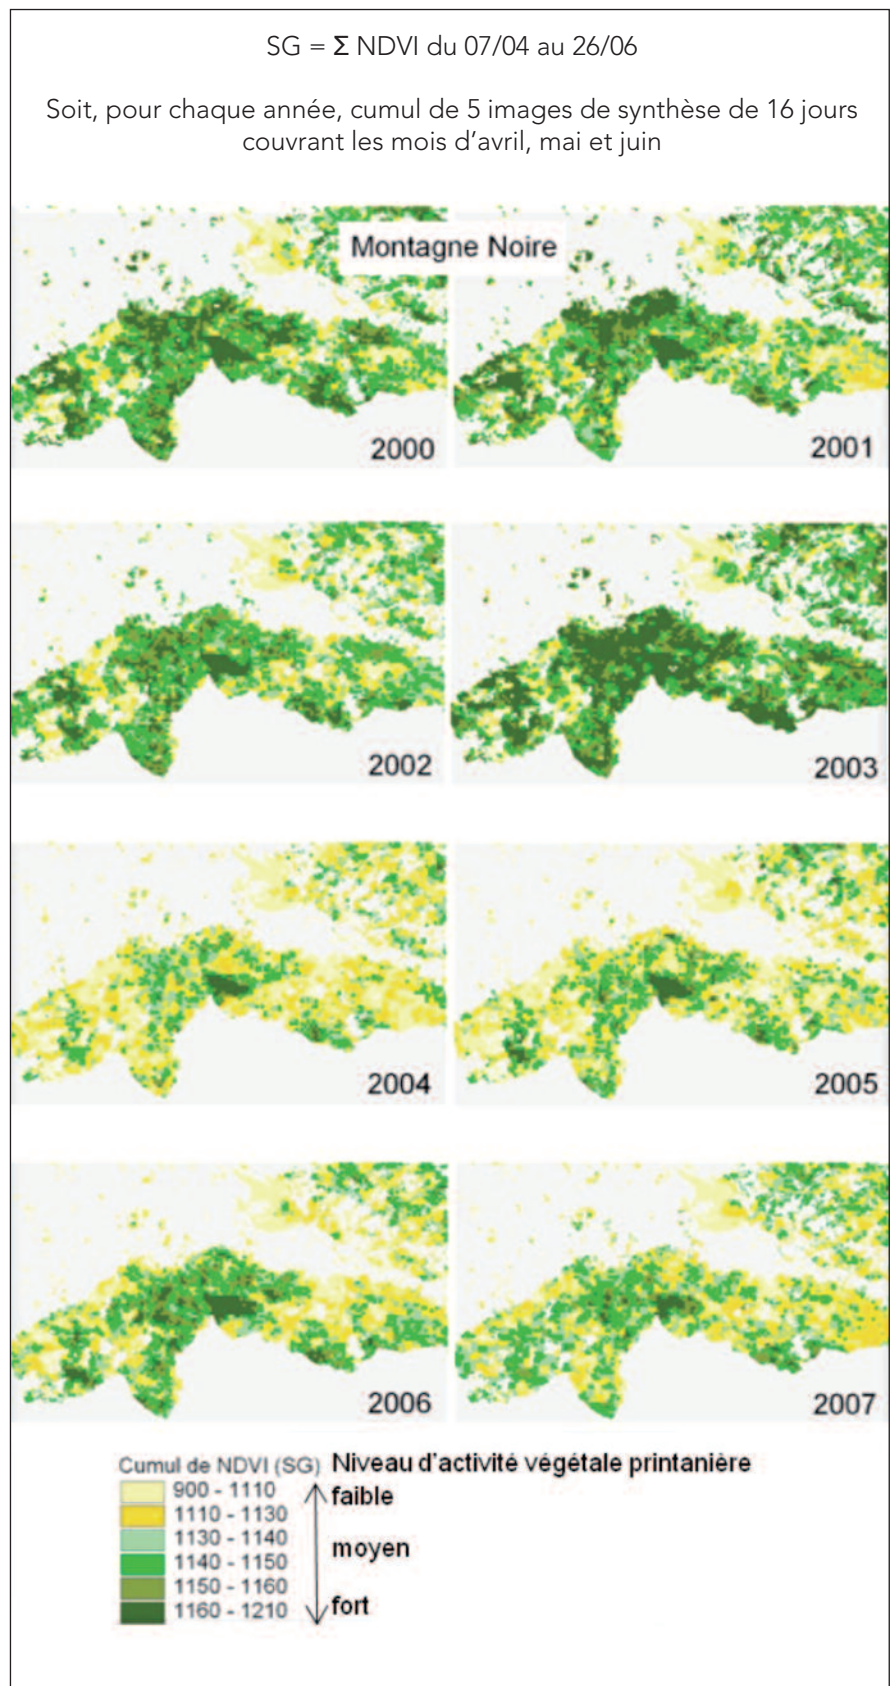 SG = Σ NDVI du 07/04 au 26/06
Soit, pour chaque année, cumul de 5 images de synthèse de 16 jours
couvrant les mois d’avril, mai et juin
Montagne Noire
2000
2001
2002
2003
2004
2005
2006
2007
Cumul de NDVI (SG) Niveau d’activité végétale printanière
900 - 1110 faible
1110 - 1130
1130 - 1140
moyen
1140 - 1150
1150 - 1160
1160 - 1210 fort